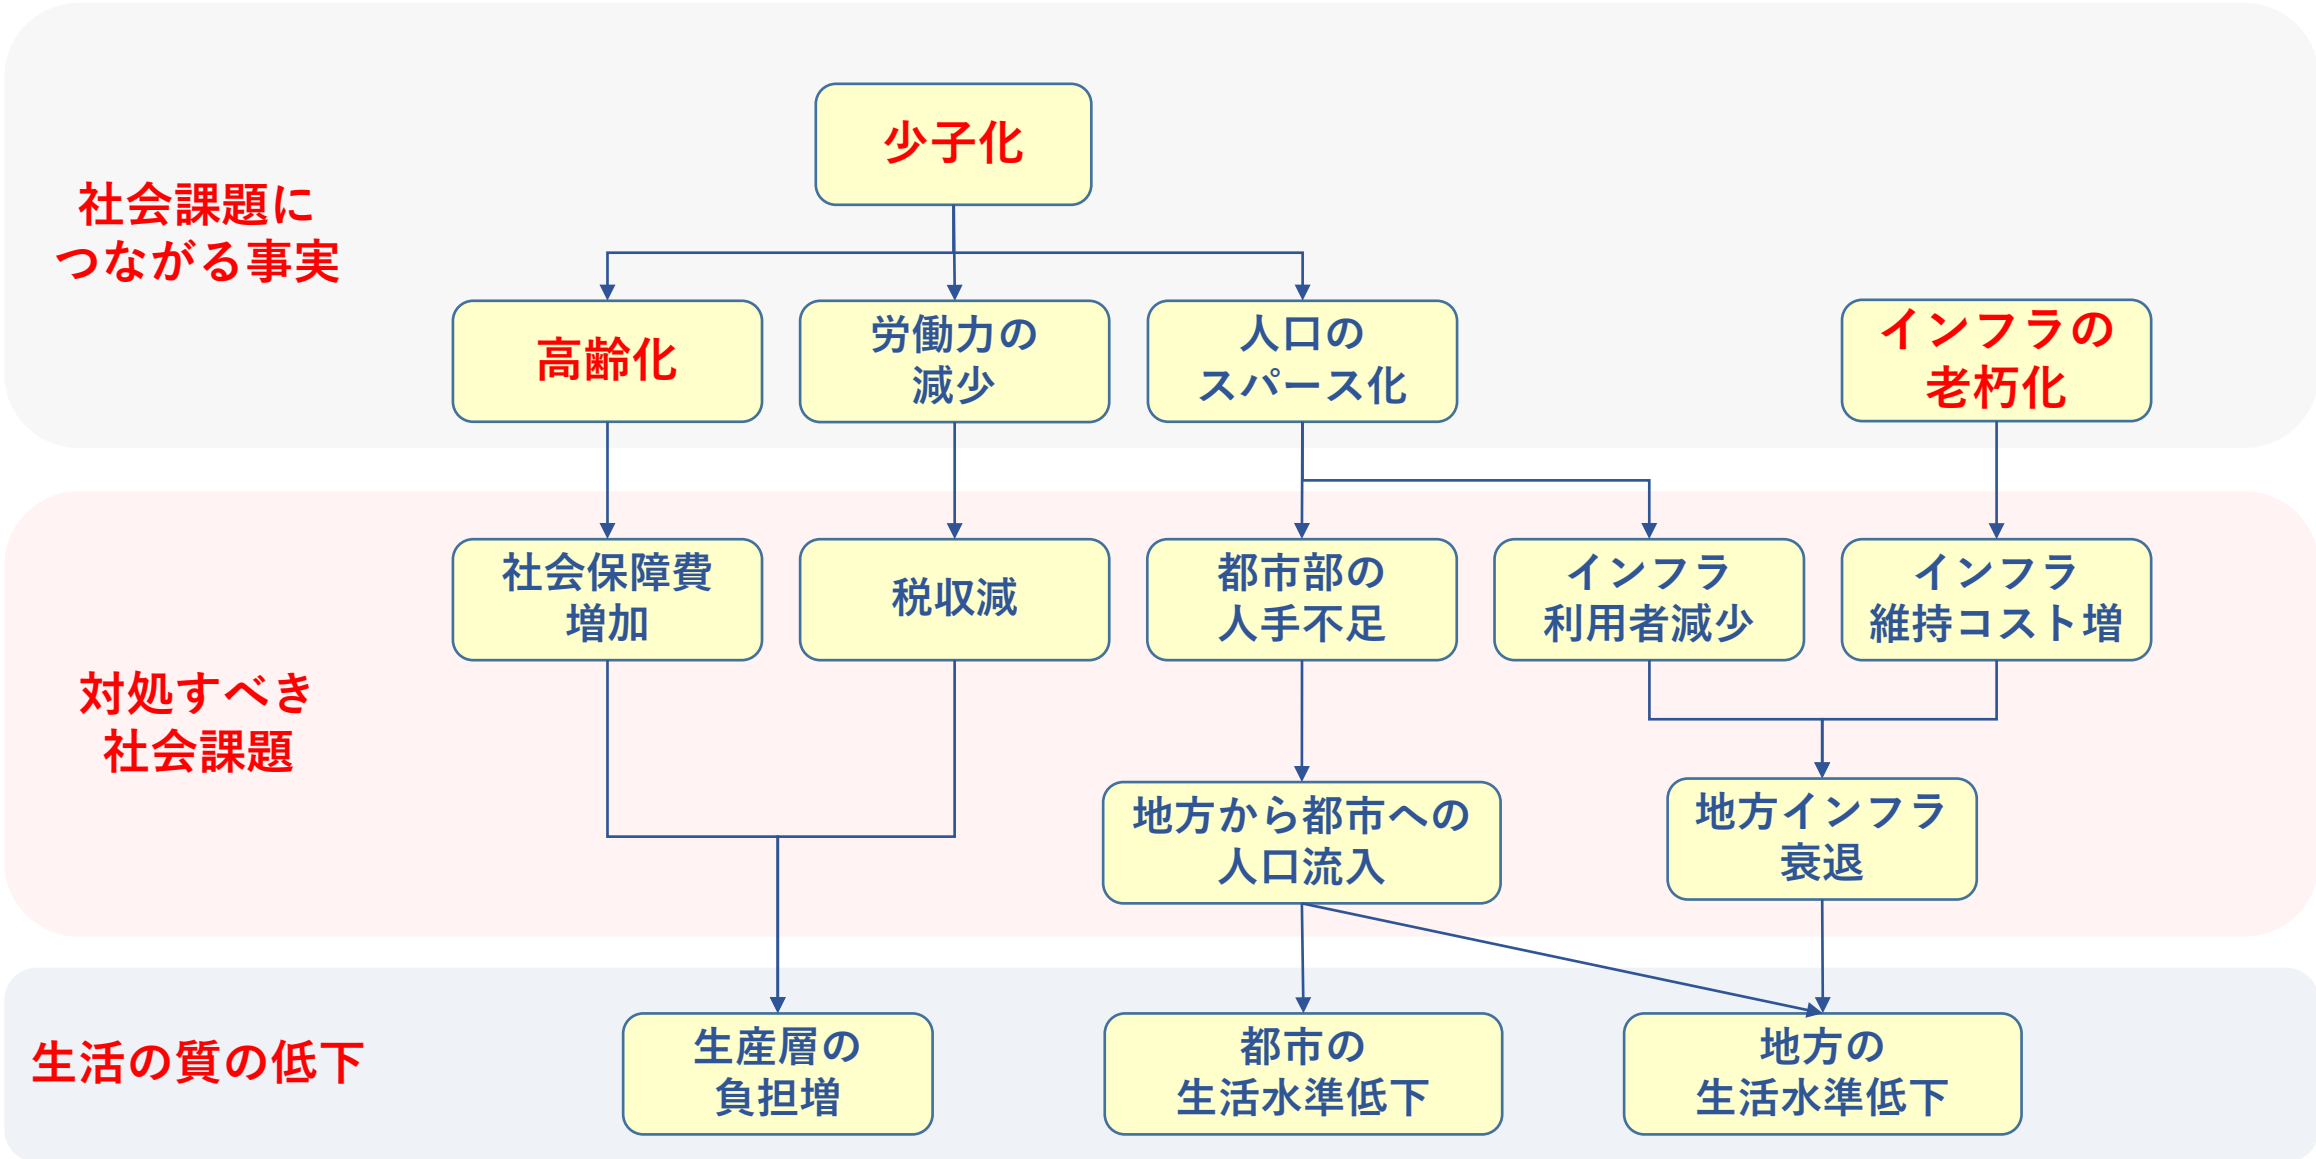 少子化
社会課題に
つながる事実
高齢化
労働力の
減少
人口の
スパース化
インフラの
老朽化
社会保障費
増加
税収減
都市部の
人手不足
インフラ
利用者減少
インフラ
維持コスト増
対処すべき
社会課題
地方から都市への
人口流入
地方インフラ
衰退
生活の質の低下
生産層の
負担増
都市の
生活水準低下
地方の
生活水準低下